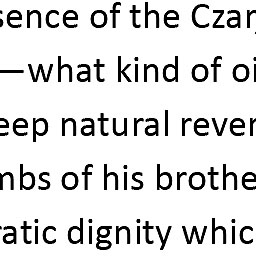 sence of the Czar,
—what kind of oi
eep natural rever
mbs of his brothe
ratic dignity whic